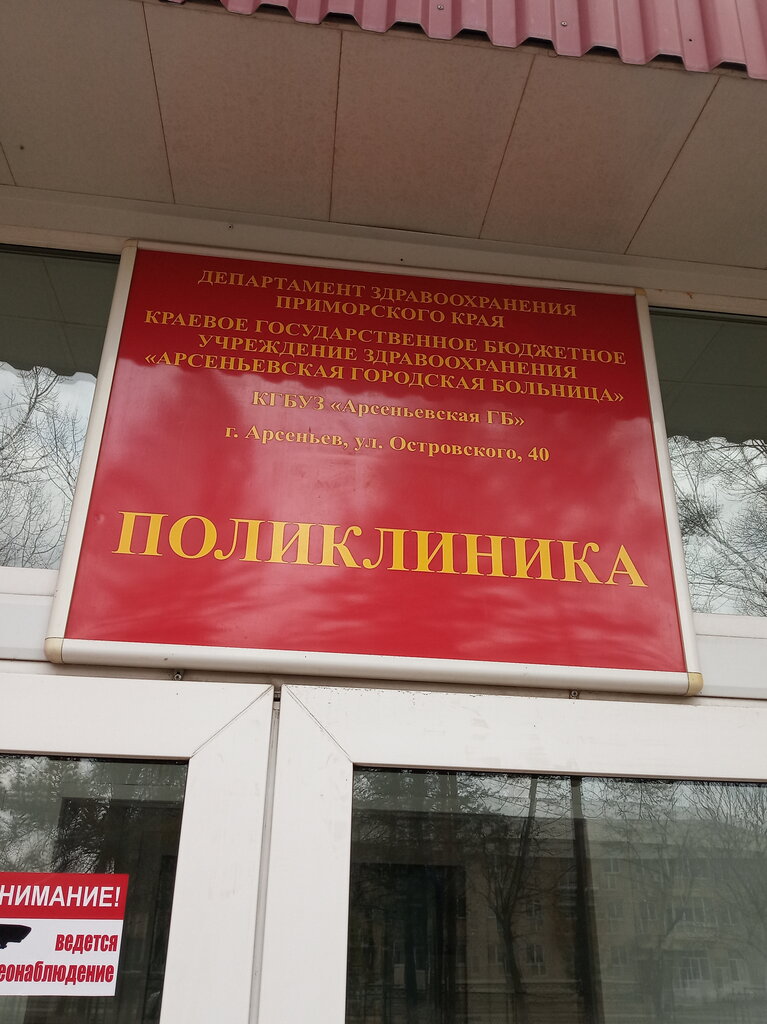 ДЕПАРТАМЕНТ ЗДРАВООХРАНЕНИЯ
ПРИМОРСКОГО КРАЯ
КРАЕВОЕ ГОСУДАРСТВЕННОЕ БЮДЖЕТНОЕ
УЧРЕЖДЕНИЕ ЗДРАВООХРАНЕНИЯ
«АРСЕНЬЕВСКАЯ ГОРОДСКАЯ БОЛЬНИЦА»
КГБУЗ «Арсеньевская ГБ»
г. Арсеньев, ул. Островского, 40
ПОЛИКЛИНИКА
НИМАНИЕ!
ведется
еонаблюдение